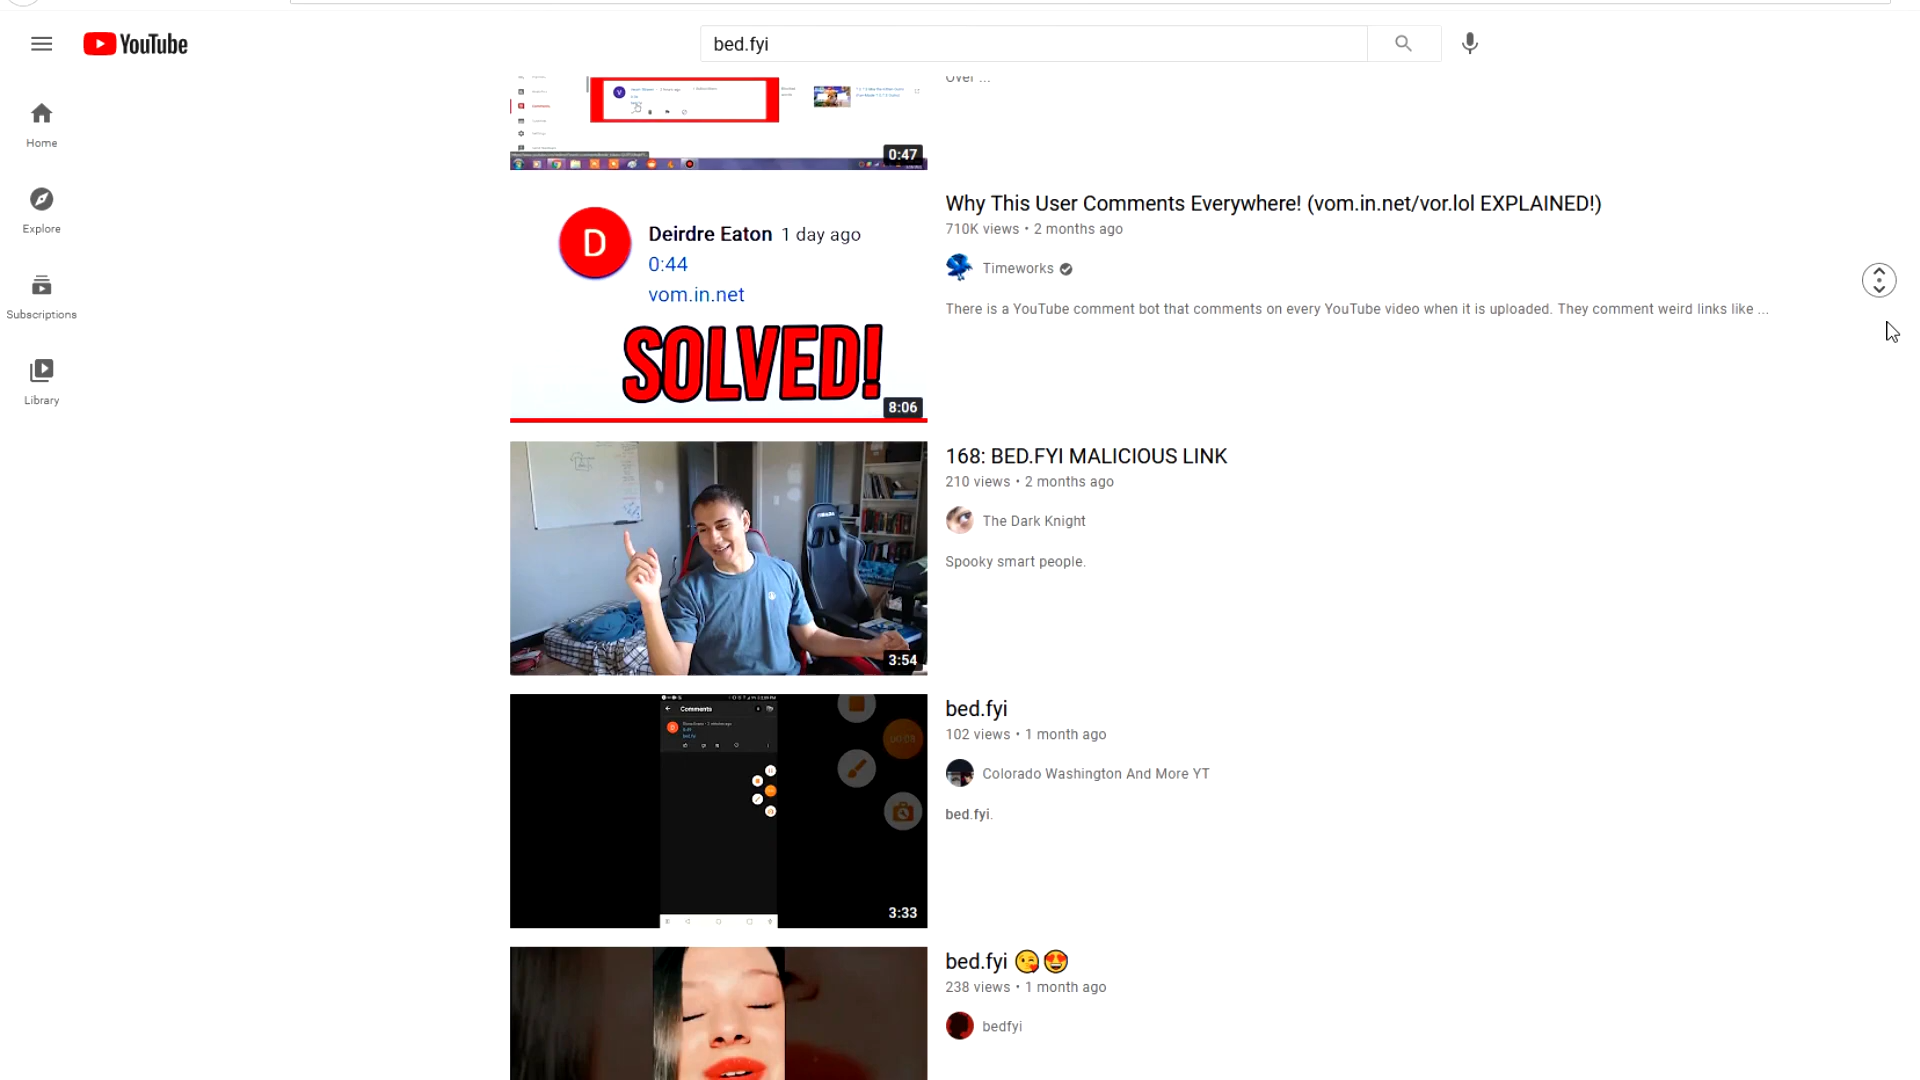 YouTube
bed.fyi
Home
Explore
Subscriptions
Library
Over ...
0:47
Deirdre Eaton 1 day ago
0:44
vom.in.net
SOLVED!
8:06
Why This User Comments Everywhere! (vom.in.net/vor.lol EXPLAINED!)
710K views • 2 months ago
Timeworks
There is a YouTube comment bot that comments on every YouTube video when it is uploaded. They comment weird links like ...
3:54
168: BED.FYI MALICIOUS LINK
210 views • 2 months ago
The Dark Knight
Spooky smart people.
Comments
3:33
bed.fyi
102 views • 1 month ago
Colorado Washington And More YT
bed.fyi.
bed.fyi 😘😍
238 views • 1 month ago
bedfyi